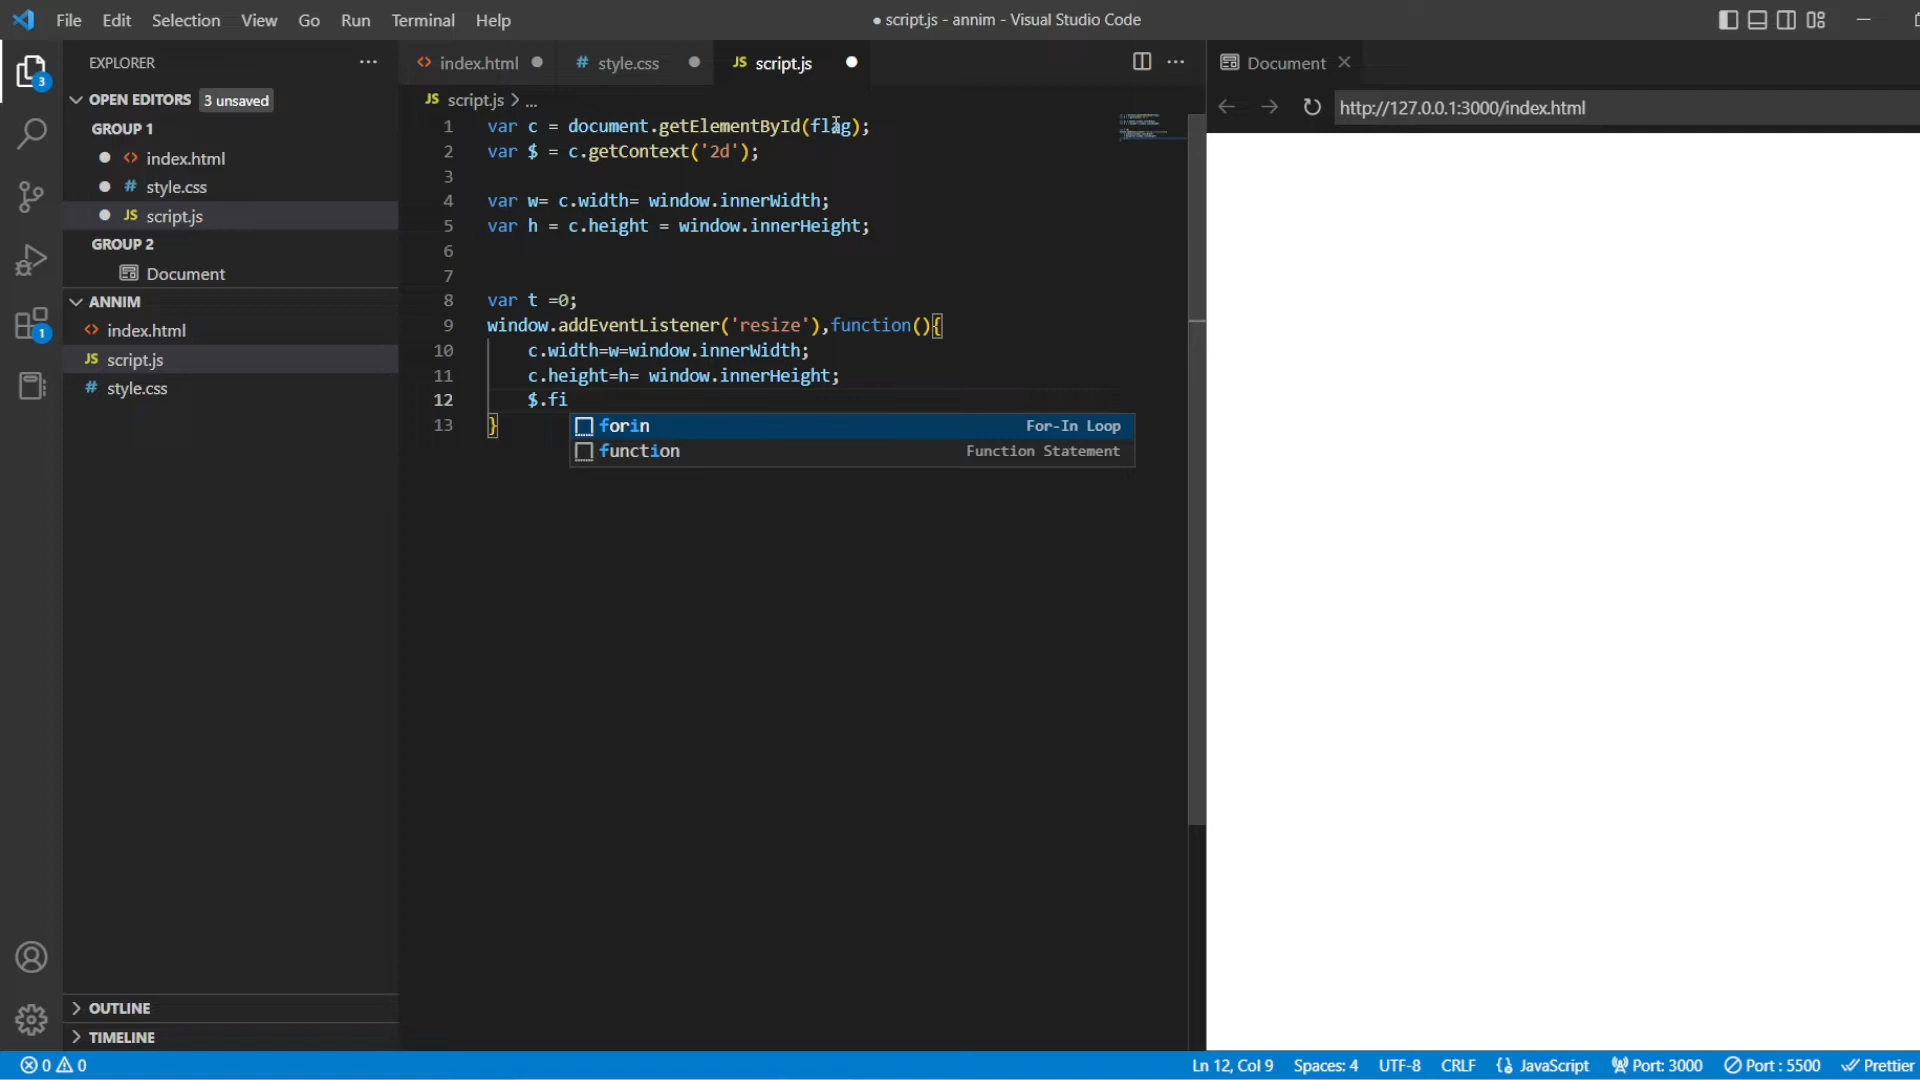 File Edit Selection View Go Run Terminal Help
● script.js - annim - Visual Studio Code
EXPLORER
index.html
style.css
JS script.js
Document
OPEN EDITORS 3 unsaved
JS script.js > ...
http://127.0.0.1:3000/index.html
GROUP 1
index.html
# style.css
JS script.js
GROUP 2
Document
ANNIM
index.html
JS script.js
# style.css
3
1
1 var c = document.getElementById(flag);
2 var $ = c.getContext('2d');
3
4 var w= c.width= window.innerWidth;
5 var h = c.height = window.innerHeight;
6
7
8 var t =0;
9 window.addEventListener('resize'),function(){
10 c.width=w=window.innerWidth;
11 c.height=h= window.innerHeight;
12 $.fi
13 }
forin For-In Loop
function Function Statement
OUTLINE
TIMELINE
0 0
Ln 12, Col 9 Spaces: 4 UTF-8 CRLF {} JavaScript Port: 3000 Port : 5500 Prettier